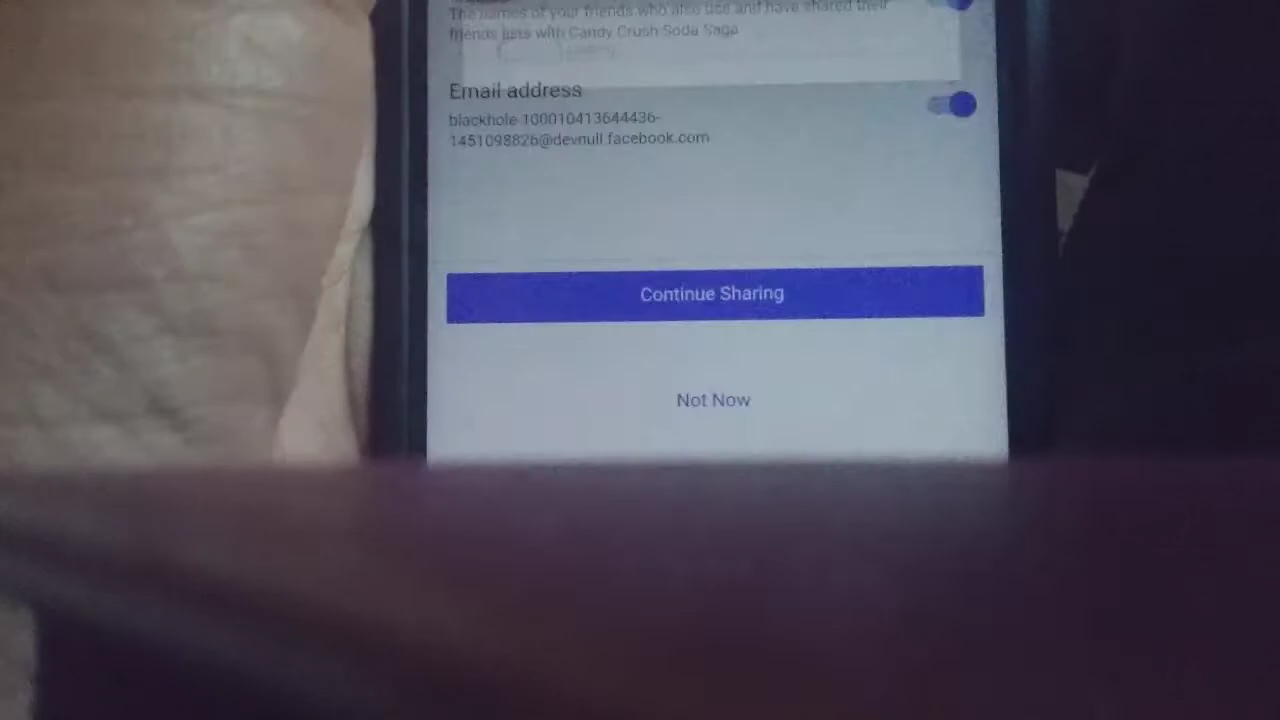 The names of your friends who also use and have shared their
friends lists with Candy Crush Soda Saga
Email address
blackhole-100010413644436-
1451098826@devnull.facebook.com
Continue Sharing
Not Now